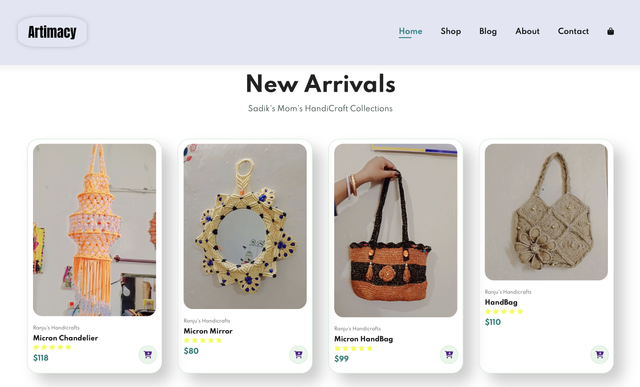 Artimacy
Home Shop Blog About Contact
New Arrivals
Sadik's Mom's HandiCraft Collections
Ranju's Handicrafts
Micron Chandelier
$118
Ranju's Handicrafts
Micron Mirror
$80
Ranju's Handicrafts
Micron HandBag
$99
Ranju's Handicrafts
HandBag
$110